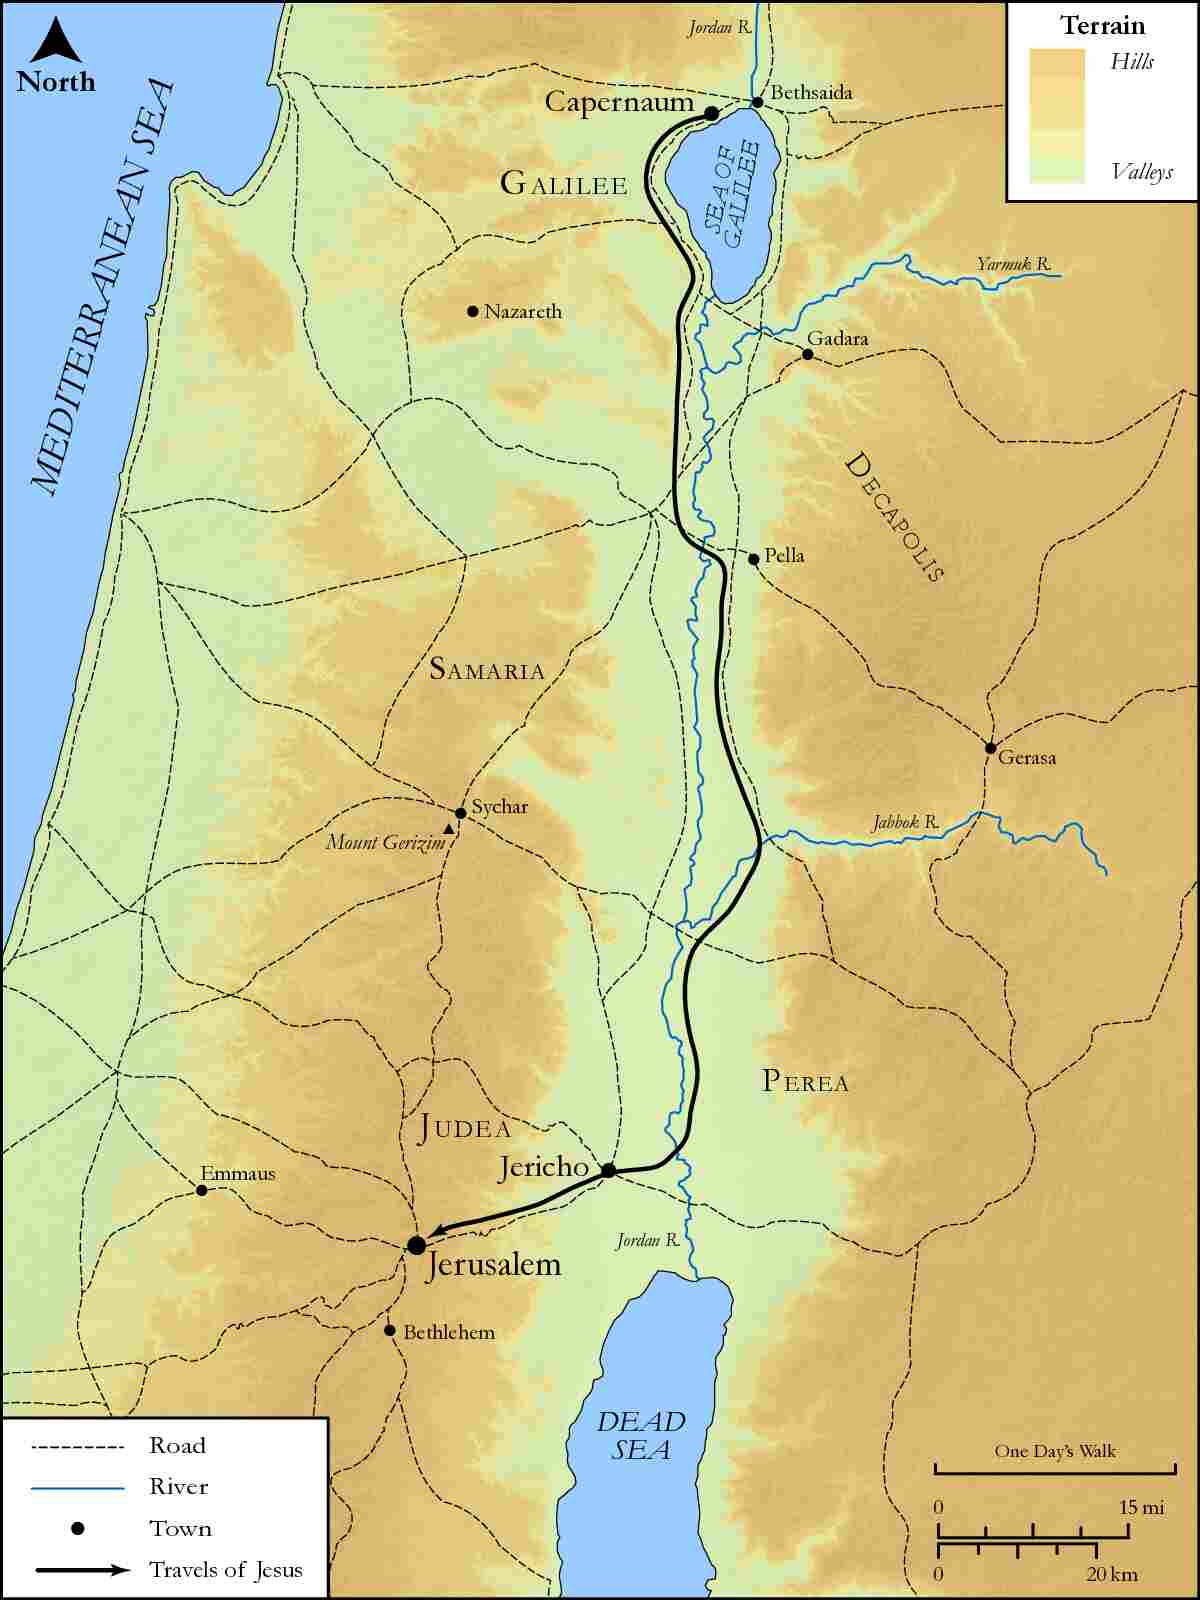 North
Jordan R.
Terrain
Hills
Valleys
Capernaum
Bethsaida
MEDITERRANEAN SEA
GALILEE
SEA OF
GALILEE
Yarmuk R.
Nazareth
Gadara
DECAPOLIS
Pella
SAMARIA
Gerasa
Sychar
Mount Gerizim
Jabbok R.
PEREA
JUDEA
Jericho
Emmaus
Jordan R.
Jerusalem
Bethlehem
DEAD
SEA
Road
River
Town
Travels of Jesus
One Day's Walk
0 15 mi
0 20 km